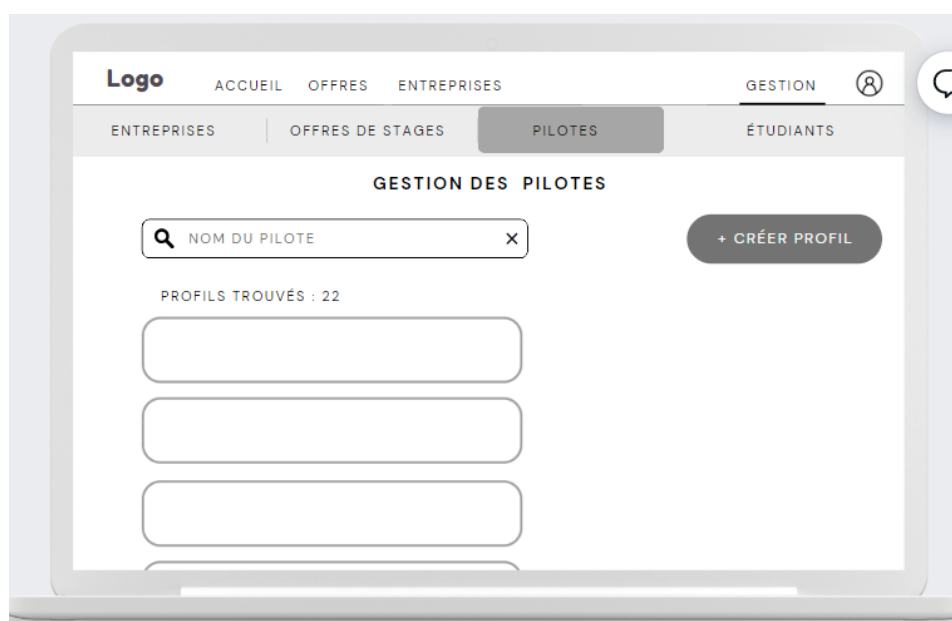 Logo ACCUEIL OFFRES ENTREPRISES GESTION
ENTREPRISES OFFRES DE STAGES PILOTES ÉTUDIANTS
GESTION DES PILOTES
NOM DU PILOTE
+ CRÉER PROFIL
PROFILS TROUVÉS : 22